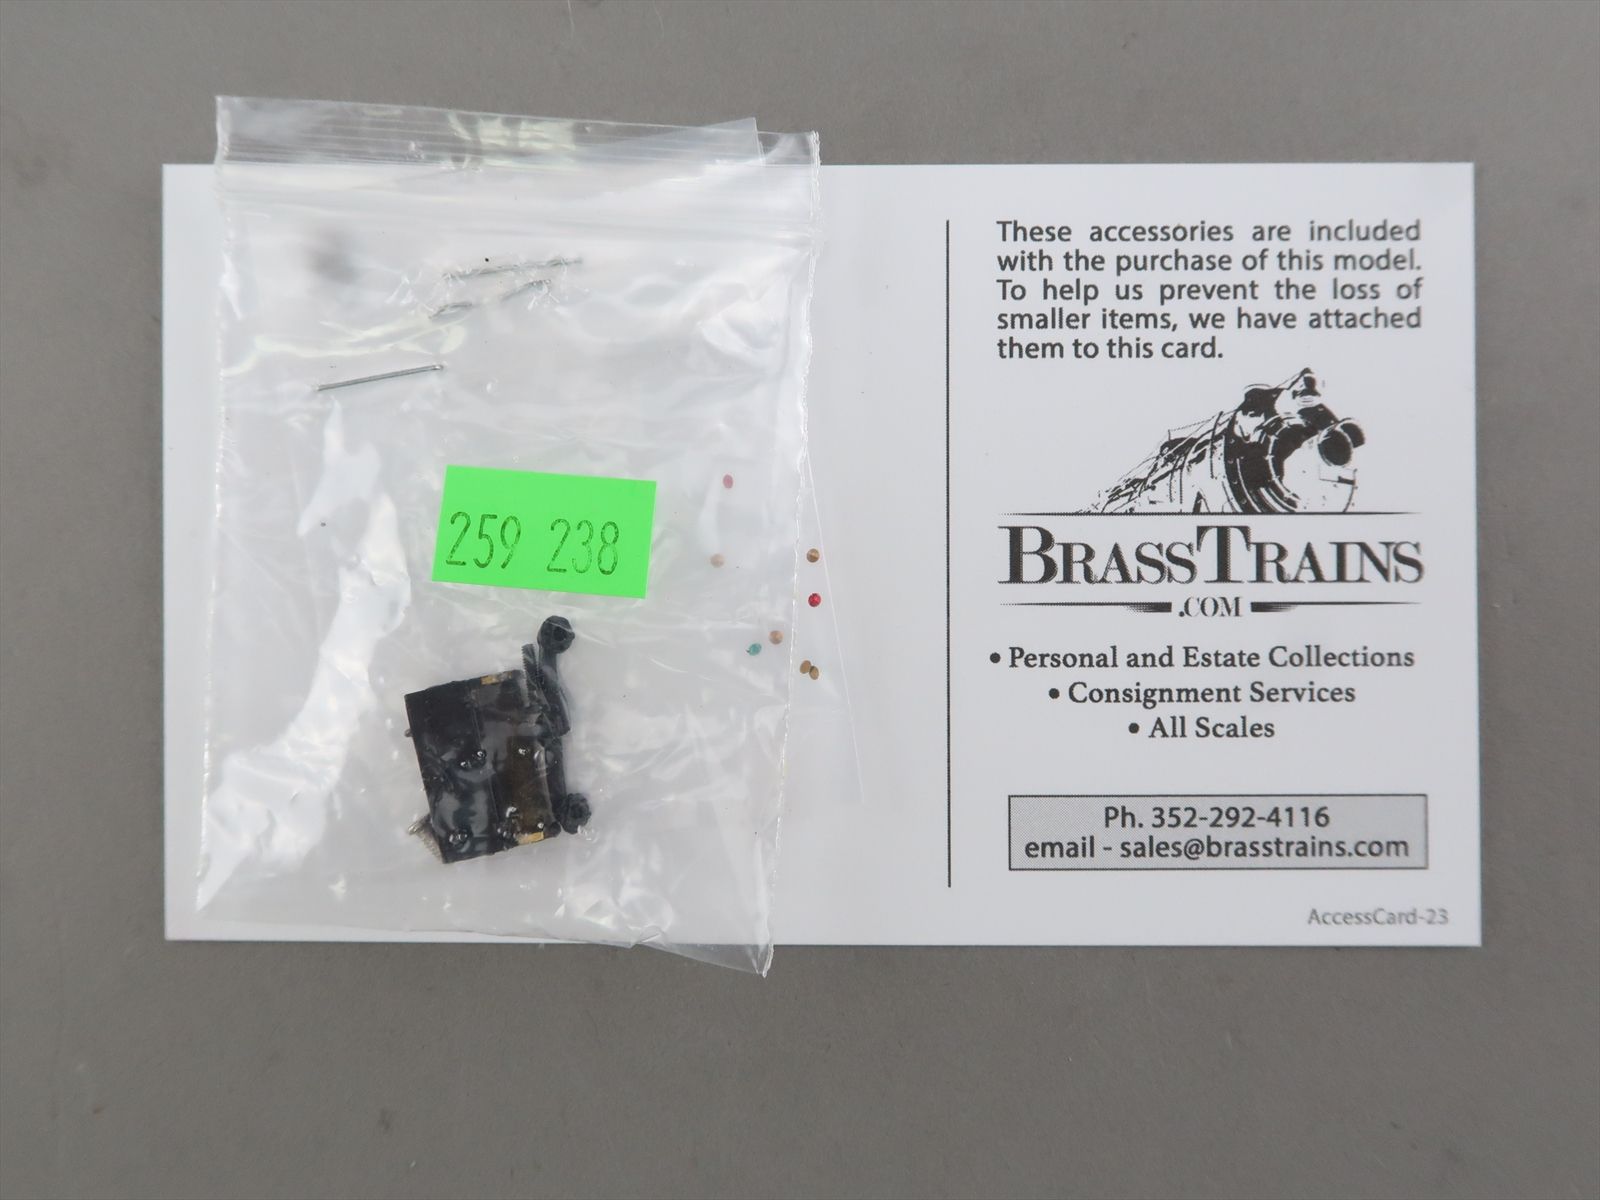 259 238
These accessories are included
with the purchase of this model.
To help us prevent the loss of
smaller items, we have attached
them to this card.
BRASSTRAINS
.COM
• Personal and Estate Collections
• Consignment Services
• All Scales
Ph. 352-292-4116
email - sales@brasstrains.com
AccessCard-23